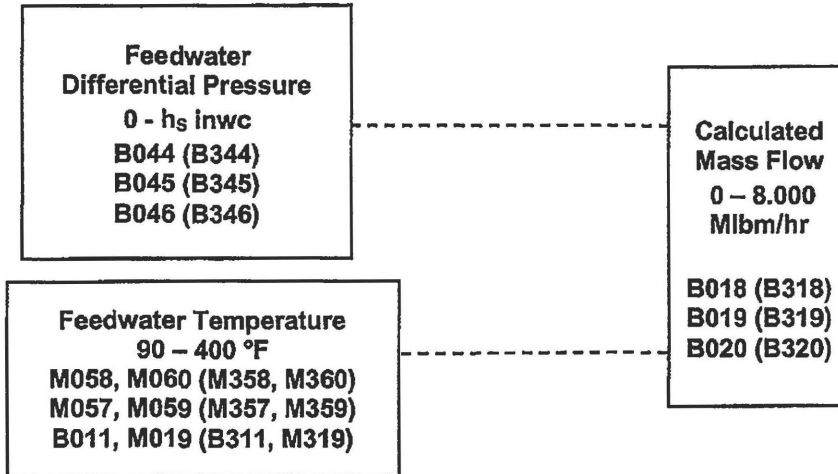 Feedwater
Differential Pressure
0 - hS inwc
B044 (B344)
B045 (B345)
B046 (B346)
Calculated
Mass Flow
0 – 8.000
Mlbm/hr
B018 (B318)
B019 (B319)
B020 (B320)
Feedwater Temperature
90 – 400 ºF
M058, M060 (M358, M360)
M057, M059 (M357, M359)
B011, M019 (B311, M319)